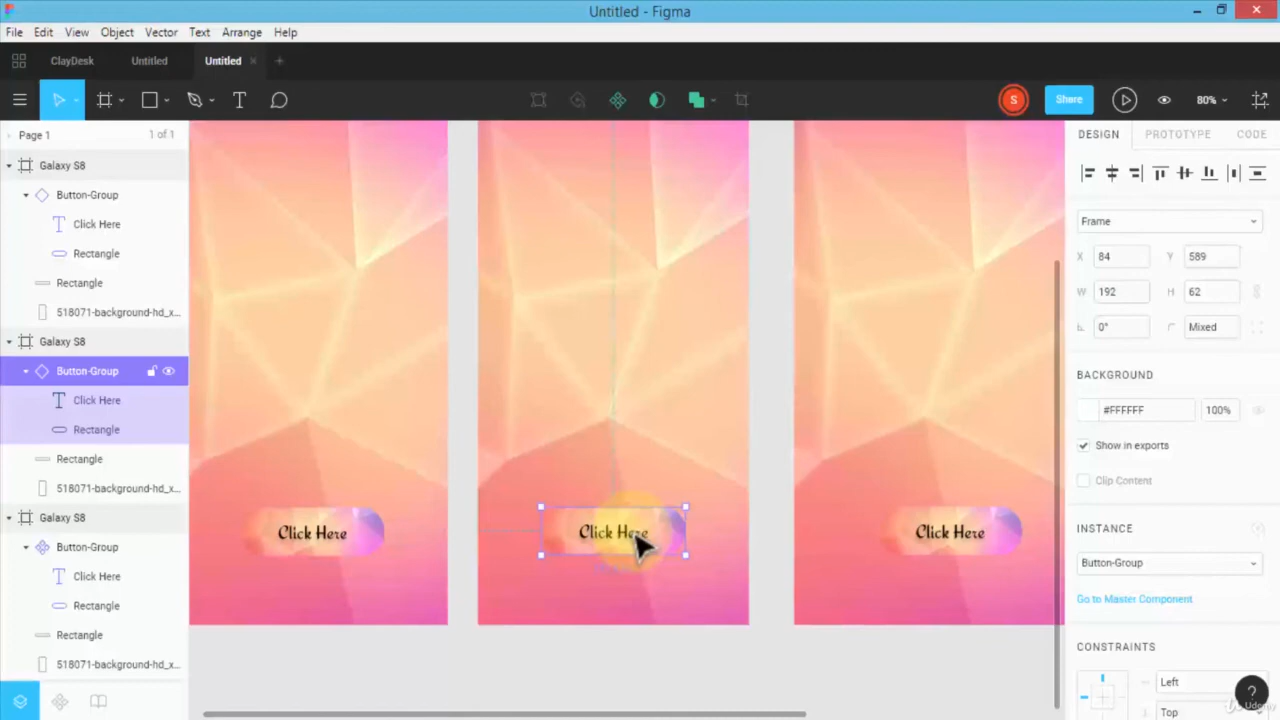 Untitled - Figma
File Edit View Object Vector Text Arrange Help
ClayDesk Untitled Untitled
S Share 80%
Page 1 1 of 1
Galaxy S8
Button-Group
Click Here
Rectangle
Rectangle
518071-background-hd_x...
Galaxy S8
Button-Group
Click Here
Rectangle
Rectangle
518071-background-hd_x...
Galaxy S8
Button-Group
Click Here
Rectangle
Rectangle
518071-background-hd_x...
Click Here
Click Here
Click Here
DESIGN PROTOTYPE CODE
Frame
X 84 Y 589
W 192 H 62
0° Mixed
BACKGROUND
#FFFFFF 100%
Show in exports
Clip Content
INSTANCE
Button-Group
Go to Master Component
CONSTRAINTS
Left
Top
?
Udemy